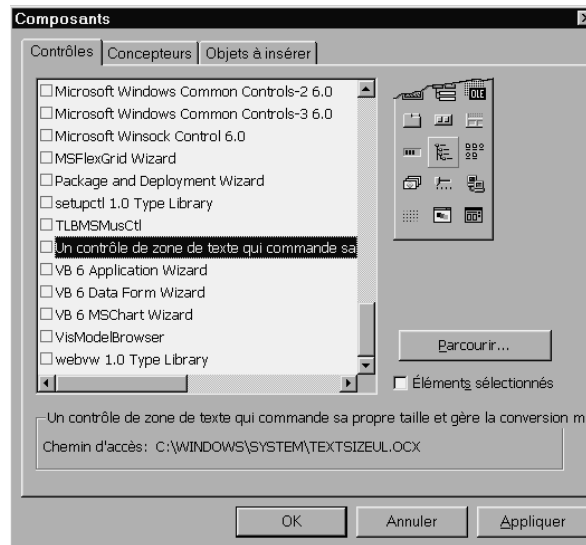 Composants
Contrôles Concepteurs Objets à insérer
Microsoft Windows Common Controls-2 6.0
Microsoft Windows Common Controls-3 6.0
Microsoft Winsock Control 6.0
MSFlexGrid Wizard
Package and Deployment Wizard
setupctl 1.0 Type Library
TLBMSMusCtl
Un contrôle de zone de texte qui commande sa
VB 6 Application Wizard
VB 6 Data Form Wizard
VB 6 MSChart Wizard
VisModelBrowser
webvw 1.0 Type Library
OLE
Parcourir...
Éléments sélectionnés
Un contrôle de zone de texte qui commande sa propre taille et gère la conversion m
Chemin d'accès: C:\WINDOWS\SYSTEM\TEXTSIZEUL.OCX
OK Annuler Appliquer